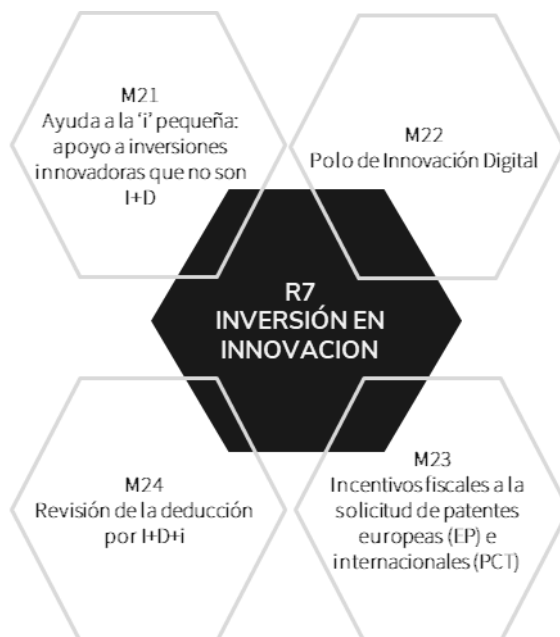 M21
Ayuda a la ‘i’ pequeña:
apoyo a inversiones
innovadoras que no son
I+D
M22
Polo de Innovación Digital
R7
INVERSIÓN EN
INNOVACION
M24
Revisión de la deducción
por I+D+i
M23
Incentivos fiscales a la
solicitud de patentes
europeas (EP) e
internacionales (PCT)